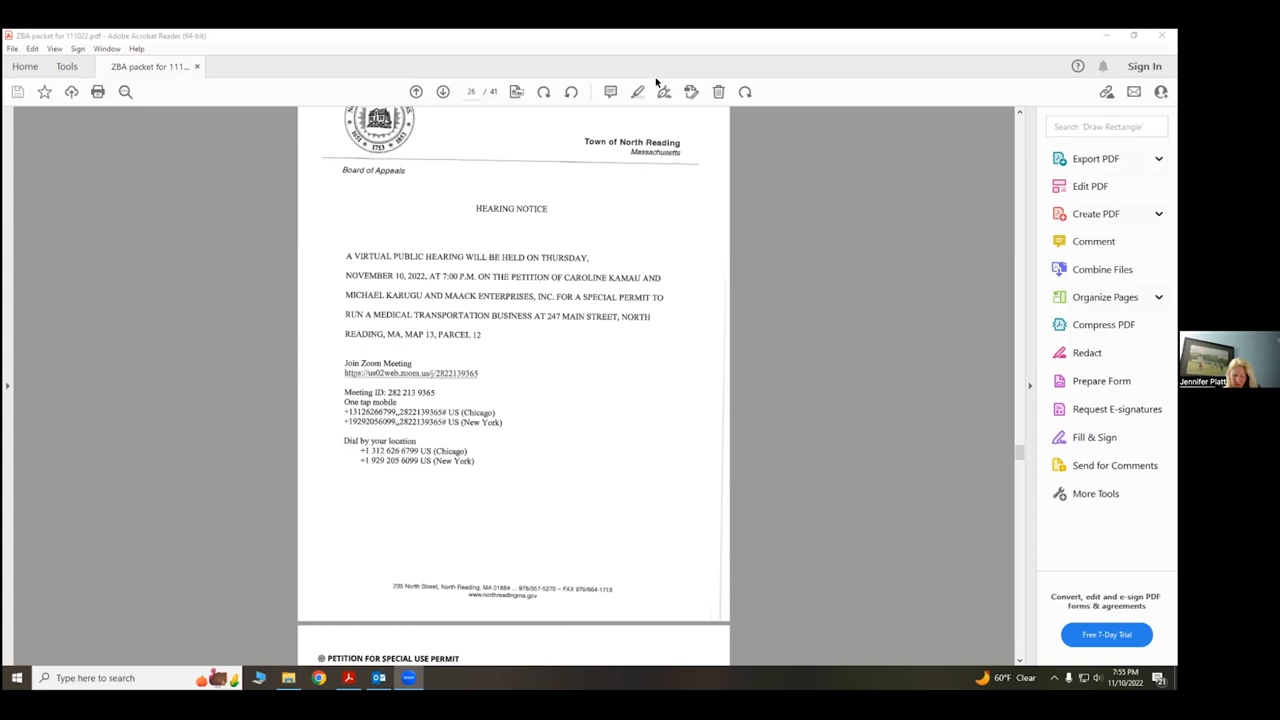 ZBA packet for 111022.pdf - Adobe Acrobat Reader (64-bit)
File Edit View Sign Window Help
Home Tools ZBA packet for 111... ×
Sign In
26 / 41
Search 'Draw Rectangle'
Export PDF
Edit PDF
Create PDF
Comment
Combine Files
Organize Pages
Compress PDF
Redact
Prepare Form
Request E-signatures
Fill & Sign
Send for Comments
More Tools
Convert, edit and e-sign PDF
forms & agreements
Free 7-Day Trial
1713
Town of North Reading
Massachusetts
Board of Appeals
HEARING NOTICE
A VIRTUAL PUBLIC HEARING WILL BE HELD ON THURSDAY,
NOVEMBER 10, 2022, AT 7:00 P.M. ON THE PETITION OF CAROLINE KAMAU AND
MICHAEL KARUGU AND MAACK ENTERPRISES, INC. FOR A SPECIAL PERMIT TO
RUN A MEDICAL TRANSPORTATION BUSINESS AT 247 MAIN STREET, NORTH
READING, MA, MAP 13, PARCEL 12
Join Zoom Meeting
https://us02web.zoom.us/j/2822139365
Meeting ID: 282 213 9365
One tap mobile
+13126266799,,2822139365# US (Chicago)
+19292056099,,2822139365# US (New York)
Dial by your location
+1 312 626 6799 US (Chicago)
+1 929 205 6099 US (New York)
235 North Street, North Reading, MA 01864 ... 978/357-5270 – FAX 978/664-1713
www.northreadingma.gov
PETITION FOR SPECIAL USE PERMIT
Jennifer Platt
Type here to search
60°F Clear
7:55 PM
11/10/2022
21